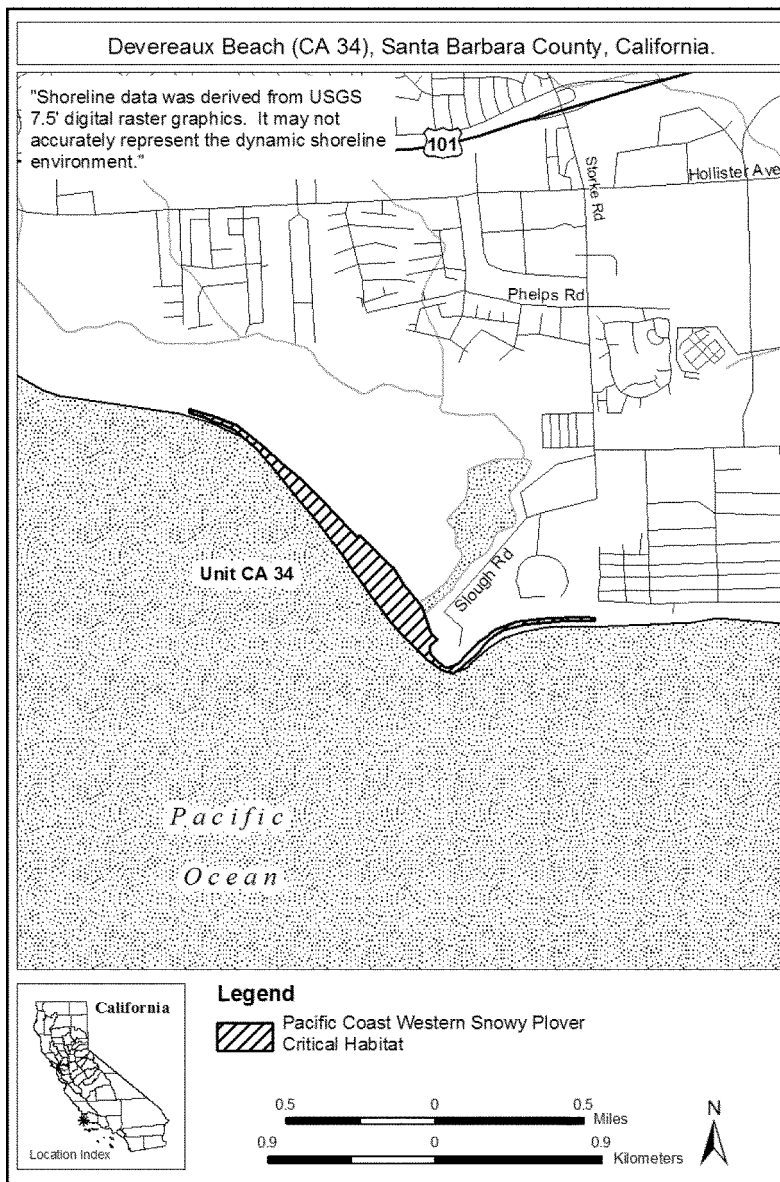 Devereaux Beach (CA 34), Santa Barbara County, California.
"Shoreline data was derived from USGS
7.5' digital raster graphics. It may not
accurately represent the dynamic shoreline
environment."
101
Storke Rd
Hollister Ave
Phelps Rd
Unit CA 34
Slough Rd
Pacific
Ocean
California
Location Index
Legend
Pacific Coast Western Snowy Plover
Critical Habitat
0.5 0 0.5 Miles
0.9 0 0.9 Kilometers
N